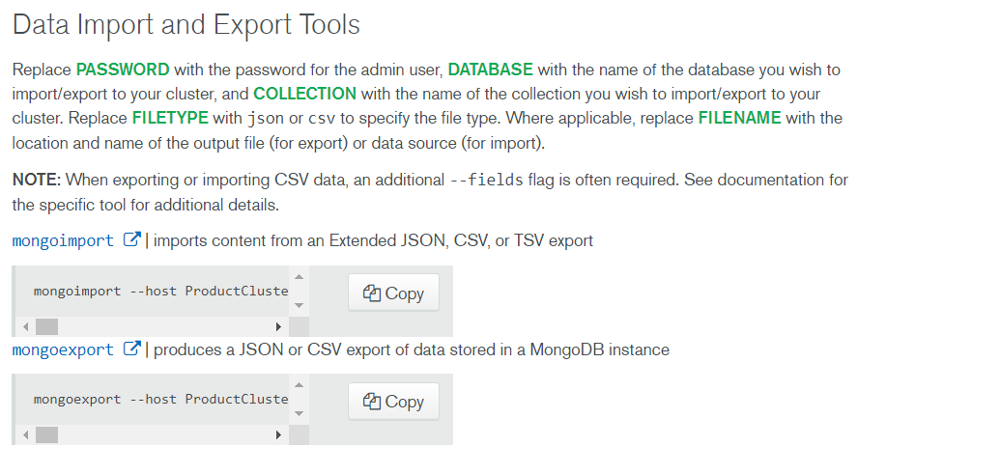 Data Import and Export Tools
Replace PASSWORD with the password for the admin user, DATABASE with the name of the database you wish to
import/export to your cluster, and COLLECTION with the name of the collection you wish to import/export to your
cluster. Replace FILETYPE with json or csv to specify the file type. Where applicable, replace FILENAME with the
location and name of the output file (for export) or data source (for import).
NOTE: When exporting or importing CSV data, an additional --fields flag is often required. See documentation for
the specific tool for additional details.
mongoimport | imports content from an Extended JSON, CSV, or TSV export
mongoimport --host ProductCluste Copy
mongoexport | produces a JSON or CSV export of data stored in a MongoDB instance
mongoexport --host ProductCluste Copy